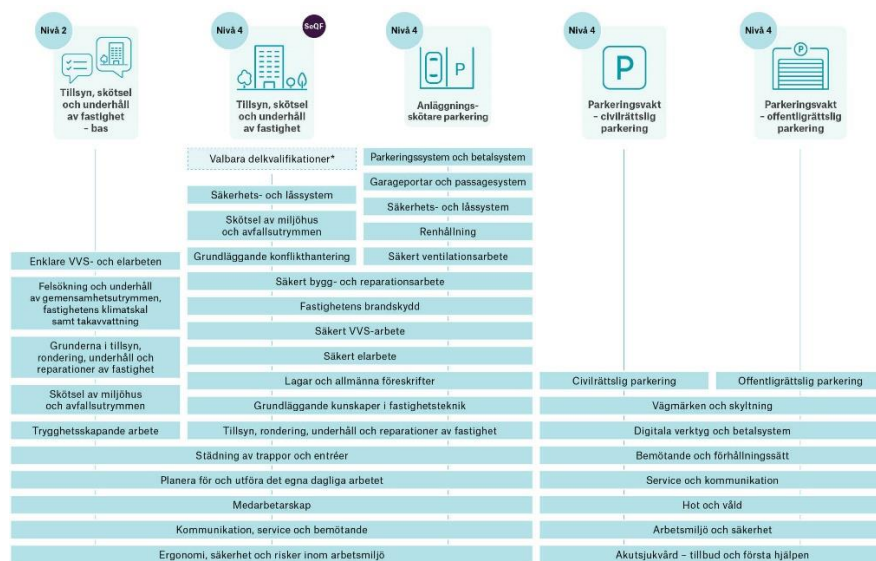 Nivå 2
Tillsyn, skötsel
och underhåll
av fastighet
– bas
Nivå 4
SeQF
Tillsyn, skötsel
och underhåll
av fastighet
Nivå 4
P
Anläggnings-
skötare parkering
Nivå 4
P
Parkeringsvakt
– civilrättslig
parkering
Nivå 4
P
Parkeringsvakt
– offentligrättslig
parkering
Valbara delkvalifikationer*
Parkeringssystem och betalsystem
Garageportar och passagesystem
Säkerhets- och låssystem
Säkerhets- och låssystem
Skötsel av miljöhus
och avfallsutrymmen
Renhållning
Enklare VVS- och elarbeten
Grundläggande konflikthantering
Säkert ventilationsarbete
Säkert bygg- och reparationsarbete
Felsökning och underhåll
av gemensamhetsutrymmen,
fastighetens klimatskal
samt takavvattning
Fastighetens brandskydd
Säkert VVS-arbete
Grunderna i tillsyn,
rondering, underhåll och
reparationer av fastighet
Säkert elarbete
Lagar och allmänna föreskrifter
Civilrättslig parkering
Offentligrättslig parkering
Skötsel av miljöhus
och avfallsutrymmen
Grundläggande kunskaper i fastighetsteknik
Vägmärken och skyltning
Trygghetsskapande arbete
Tillsyn, rondering, underhåll och reparationer av fastighet
Digitala verktyg och betalsystem
Städning av trappor och entréer
Bemötande och förhållningssätt
Planera för och utföra det egna dagliga arbetet
Service och kommunikation
Medarbetarskap
Hot och våld
Kommunikation, service och bemötande
Arbetsmiljö och säkerhet
Ergonomi, säkerhet och risker inom arbetsmiljö
Akutsjukvård – tillbud och första hjälpen